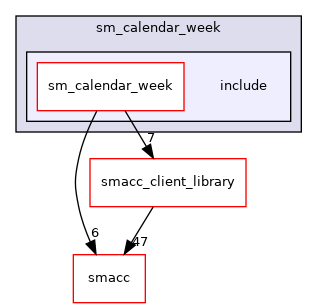 sm_calendar_week
sm_calendar_week
include
7
smacc_client_library
6
47
smacc